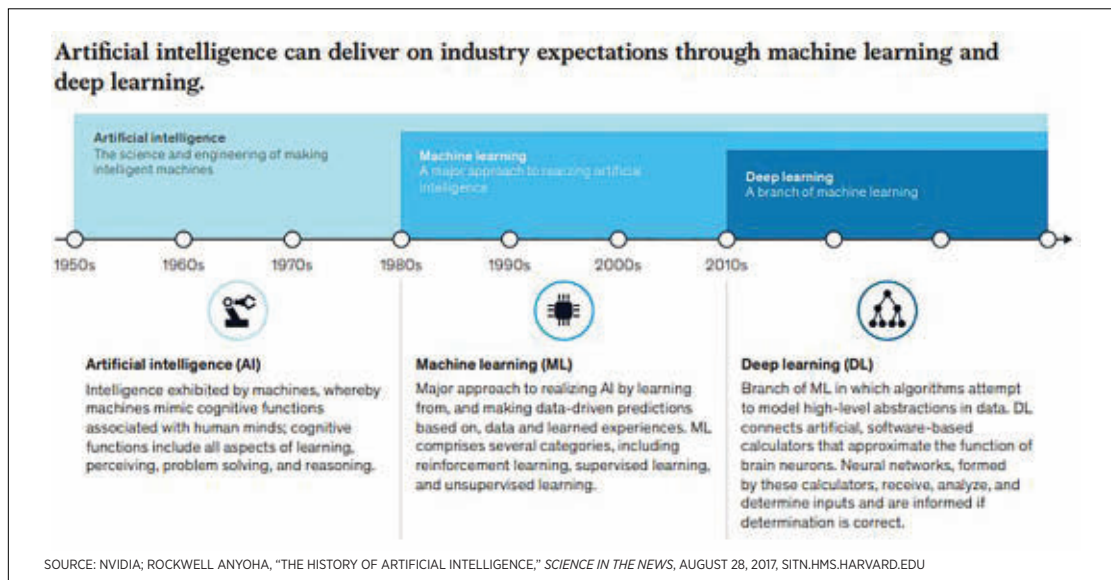 Artificial intelligence can deliver on industry expectations through machine learning and
deep learning.
Artificial intelligence
The science and engineering of making
intelligent machines
Machine learning
A major approach to realizing artificial
intelligence
Deep learning
A branch of machine learning
1950s
1960s
1970s
1980s
1990s
2000s
2010s
Artificial intelligence (AI)
Intelligence exhibited by machines, whereby
machines mimic cognitive functions
associated with human minds; cognitive
functions include all aspects of learning,
perceiving, problem solving, and reasoning.
Machine learning (ML)
Major approach to realizing AI by learning
from, and making data-driven predictions
based on, data and learned experiences. ML
comprises several categories, including
reinforcement learning, supervised learning,
and unsupervised learning.
Deep learning (DL)
Branch of ML in which algorithms attempt
to model high-level abstractions in data. DL
connects artificial, software-based
calculators that approximate the function of
brain neurons. Neural networks, formed
by these calculators, receive, analyze, and
determine inputs and are informed if
determination is correct.
SOURCE: NVIDIA; ROCKWELL ANYOHA, “THE HISTORY OF ARTIFICIAL INTELLIGENCE,” SCIENCE IN THE NEWS, AUGUST 28, 2017, SITN.HMS.HARVARD.EDU